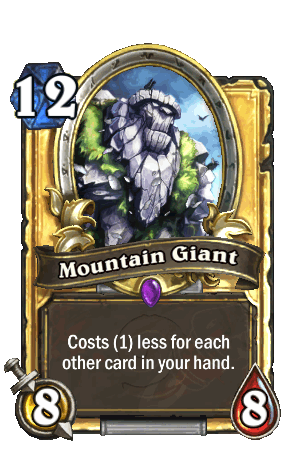 12
Mountain Giant
Costs (1) less for each
other card in your hand.
8
8